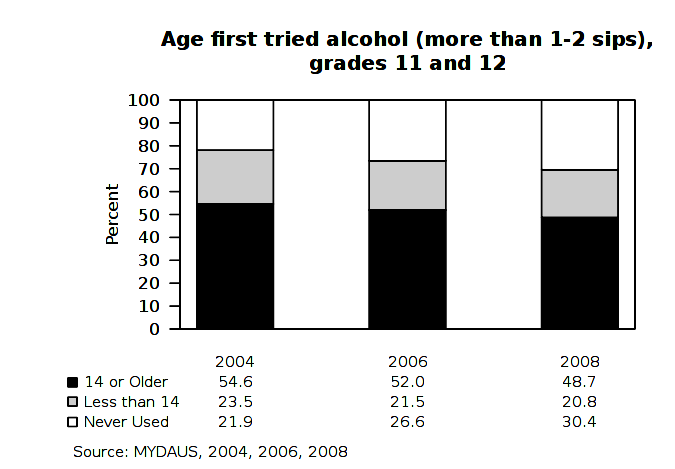 Age first tried alcohol (more than 1-2 sips),
grades 11 and 12
100
90
80
70
60
50
40
30
20
10
0
Percent
2004 2006 2008
14 or Older 54.6 52.0 48.7
Less than 14 23.5 21.5 20.8
Never Used 21.9 26.6 30.4
Source: MYDAUS, 2004, 2006, 2008